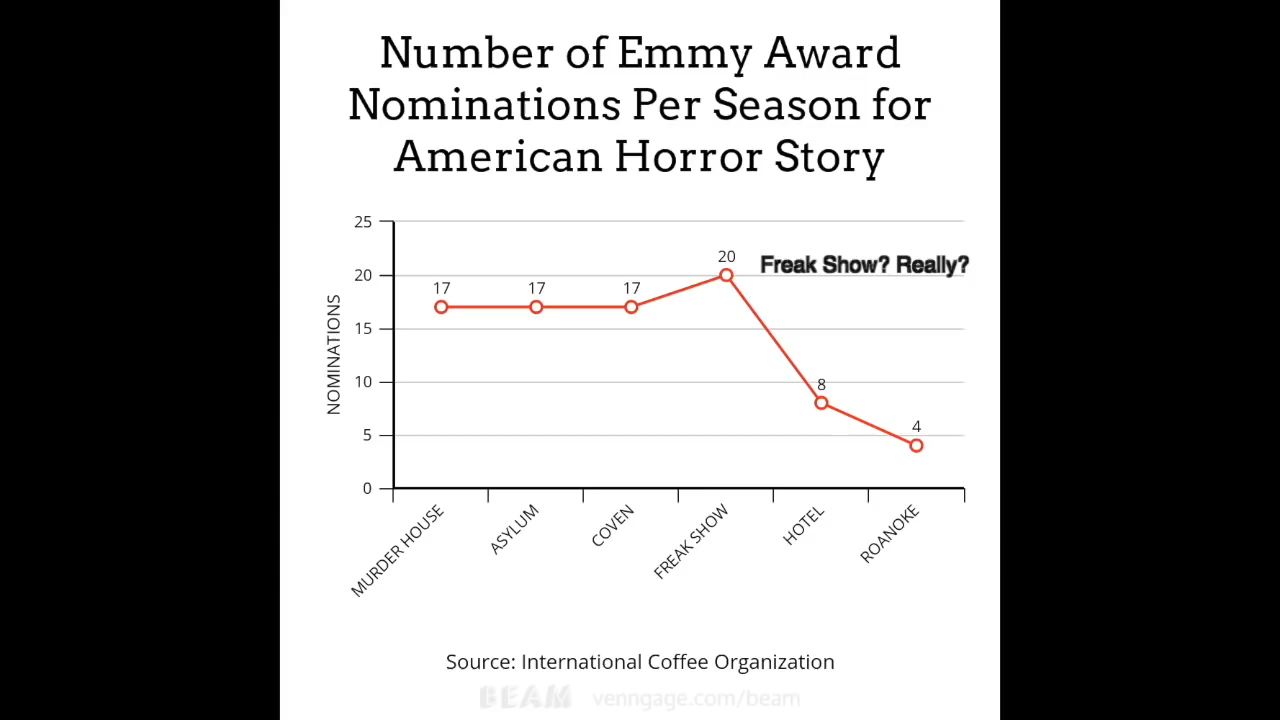 Number of Emmy Award
Nominations Per Season for
American Horror Story
25
20
15
10
5
0
NOMINATIONS
17
17
17
20
Freak Show? Really?
8
4
MURDER HOUSE
ASYLUM
COVEN
FREAK SHOW
HOTEL
ROANOKE
Source: International Coffee Organization
BEAM venngage.com/beam